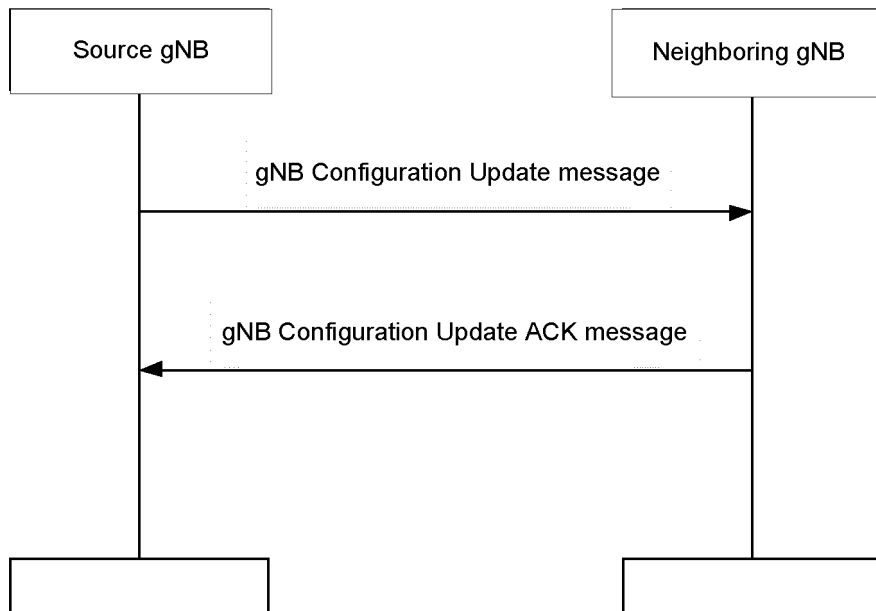 Source gNB
Neighboring gNB
gNB Configuration Update message
gNB Configuration Update ACK message